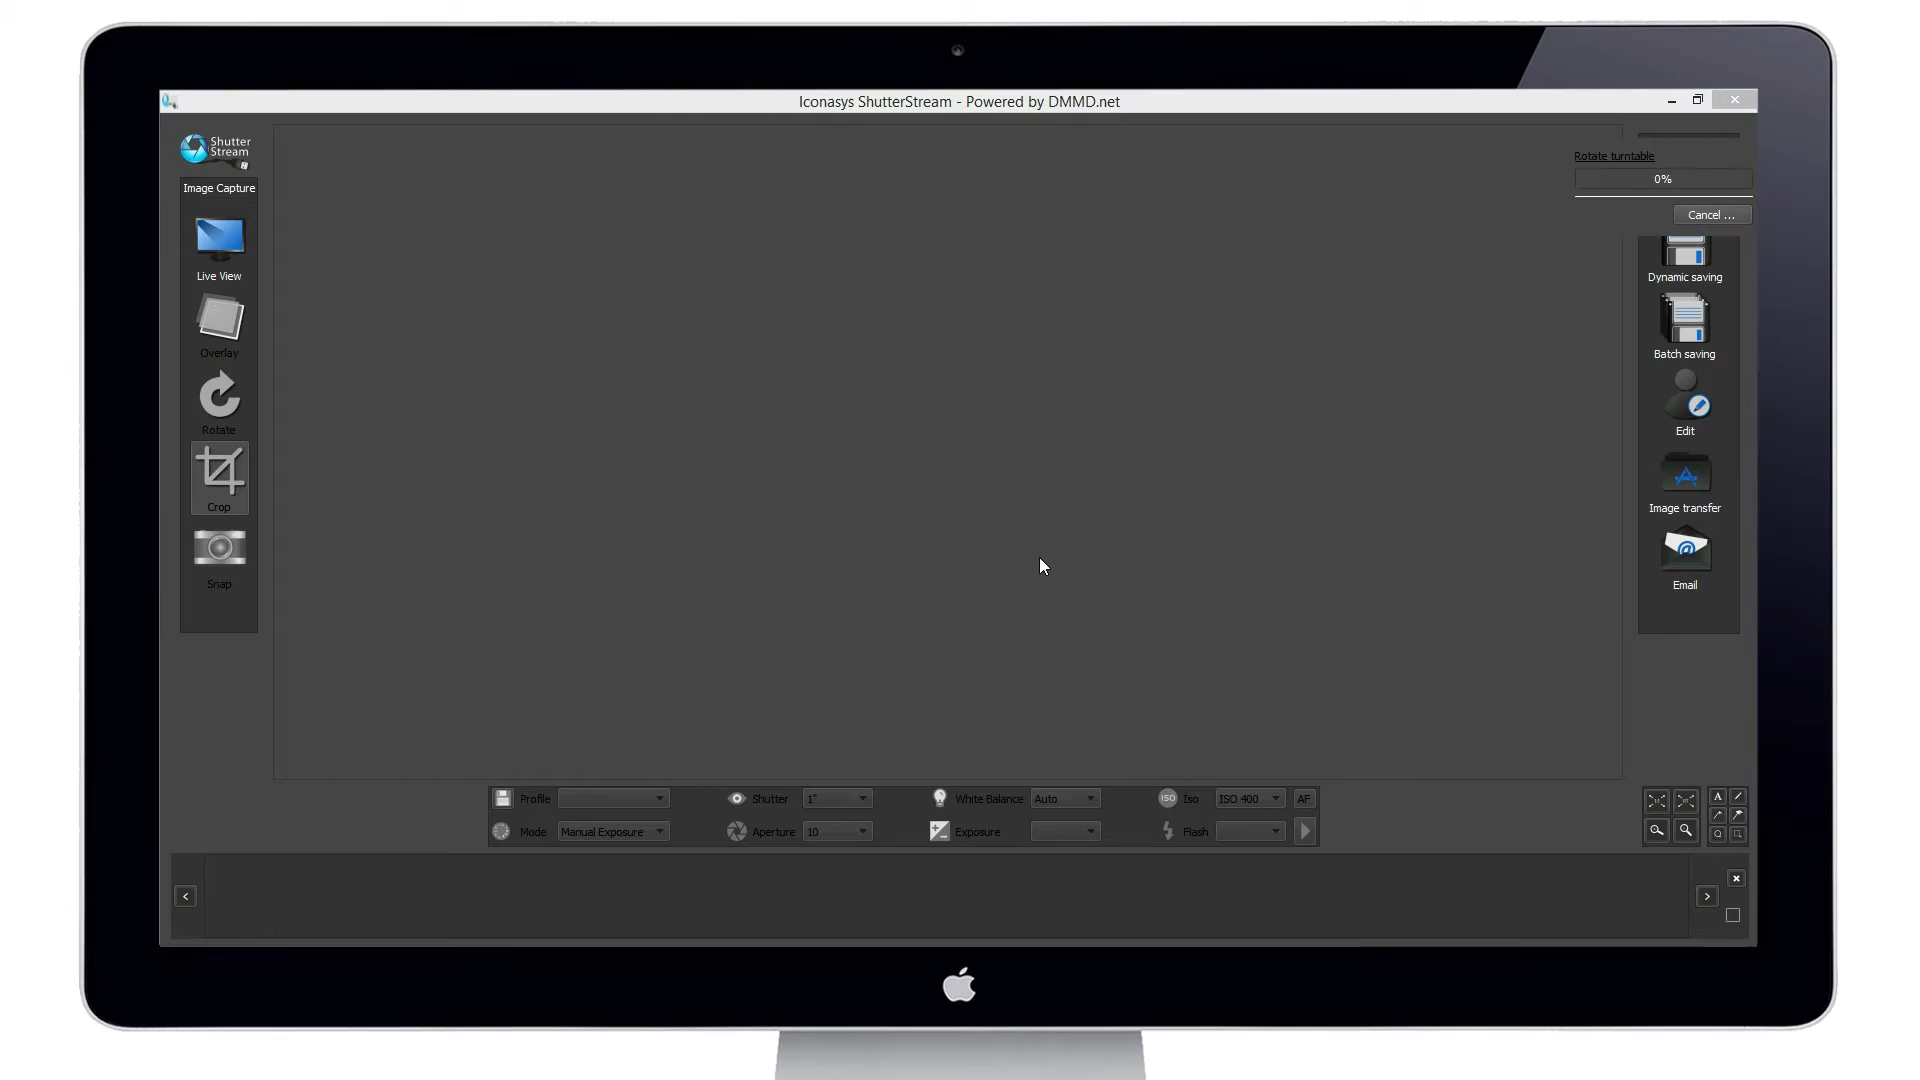 Iconasys ShutterStream - Powered by DMMD.net
Shutter
Stream
Image Capture
Live View
Overlay
Rotate
Crop
Snap
Rotate turntable
0%
Cancel ...
Dynamic saving
Batch saving
Edit
Image transfer
Email
Profile
Shutter
1"
White Balance
Auto
ISO
Iso
ISO 400
AF
Mode
Manual Exposure
Aperture
10
Exposure
Flash
A
<
>